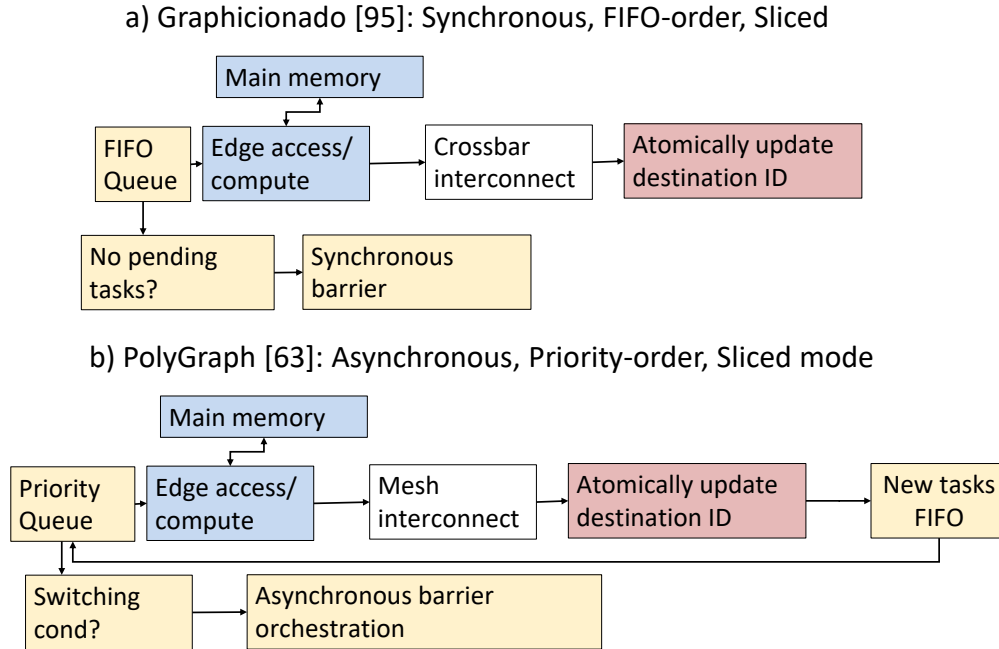 a) Graphicionado [95]: Synchronous, FIFO-order, Sliced
Main memory
FIFO
Queue
Edge access/
compute
Crossbar
interconnect
Atomically update
destination ID
No pending
tasks?
Synchronous
barrier
b) PolyGraph [63]: Asynchronous, Priority-order, Sliced mode
Main memory
Priority
Queue
Edge access/
compute
Mesh
interconnect
Atomically update
destination ID
New tasks
FIFO
Switching
cond?
Asynchronous barrier
orchestration